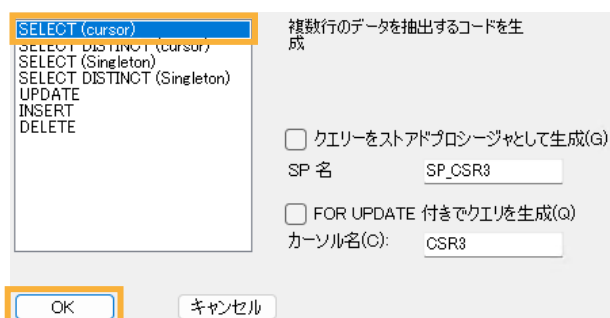 SELECT (cursor)
SELECT DISTINCT (cursor)
SELECT (Singleton)
SELECT DISTINCT (Singleton)
UPDATE
INSERT
DELETE
複数行のデータを抽出するコードを生
成
クエリーをストアドプロシージャとして生成(G)
SP 名
SP_CSR3
FOR UPDATE 付きでクエリを生成(Q)
カーソル名(C):
CSR3
OK
キャンセル